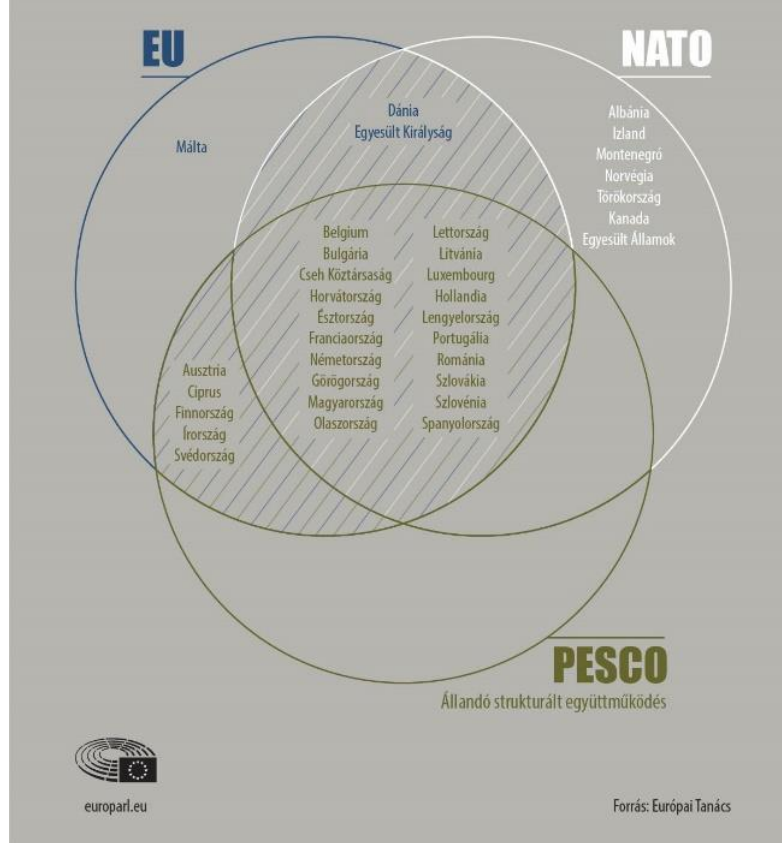 EU
NATO
Málta
Dánia
Egyesült Királyság
Albánia
Izland
Montenegró
Norvégia
Törökország
Kanada
Egyesült Államok
Belgium
Bulgária
Cseh Köztársaság
Horvátország
Észtország
Franciaország
Németország
Görögország
Magyarország
Olaszország
Lettország
Litvánia
Luxembourg
Hollandia
Lengyelország
Portugália
Románia
Szlovákia
Szlovénia
Spanyolország
Ausztria
Ciprus
Finnország
Írország
Svédország
PESCO
Állandó strukturált együttműködés
europarl.eu
Forrás: Európai Tanács